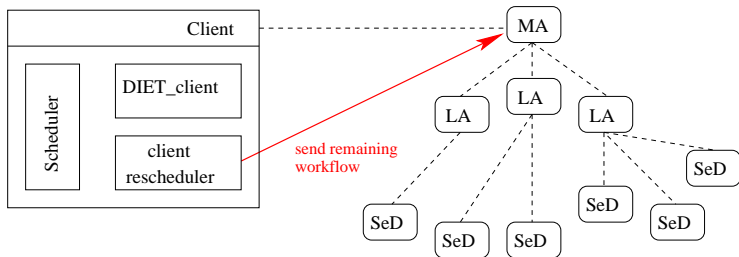 Client
MA
Scheduler
DIET_client
client
rescheduler
send remaining
workflow
LA
LA
LA
SeD
SeD
SeD
SeD
SeD
SeD